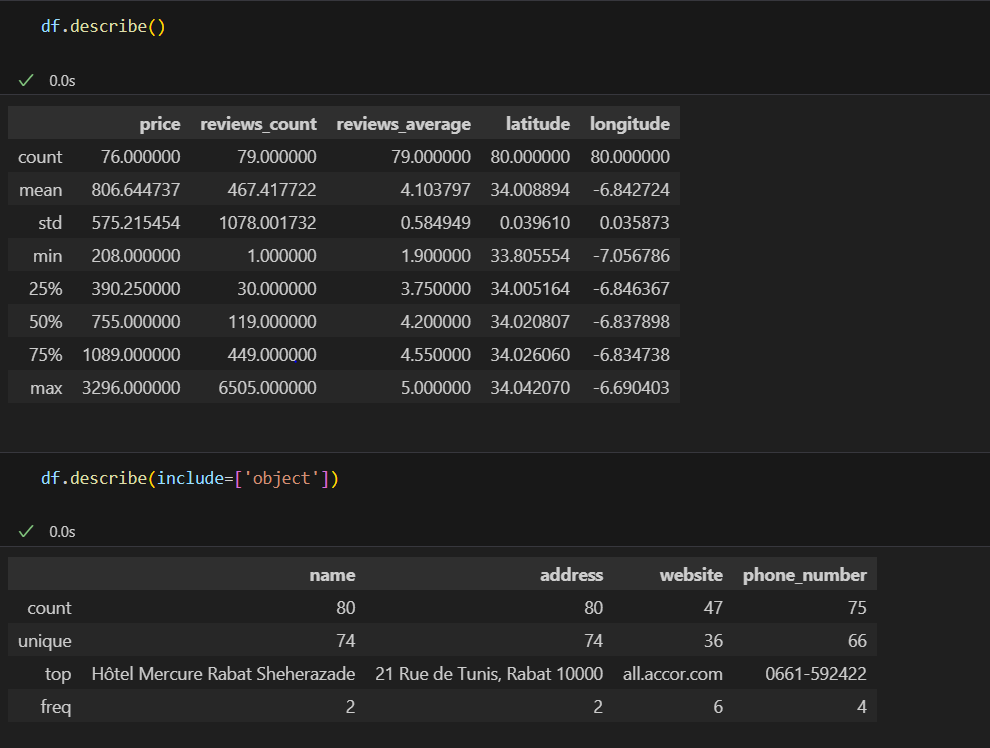 df.describe()
0.0s
price reviews_count reviews_average latitude longitude
count 76.000000 79.000000 79.000000 80.000000 80.000000
mean 806.644737 467.417722 4.103797 34.008894 -6.842724
std 575.215454 1078.001732 0.584949 0.039610 0.035873
min 208.000000 1.000000 1.900000 33.805554 -7.056786
25% 390.250000 30.000000 3.750000 34.005164 -6.846367
50% 755.000000 119.000000 4.200000 34.020807 -6.837898
75% 1089.000000 449.000000 4.550000 34.026060 -6.834738
max 3296.000000 6505.000000 5.000000 34.042070 -6.690403
df.describe(include=['object'])
0.0s
name address website phone_number
count 80 80 47 75
unique 74 74 36 66
top Hôtel Mercure Rabat Sheherazade 21 Rue de Tunis, Rabat 10000 all.accor.com 0661-592422
freq 2 2 6 4